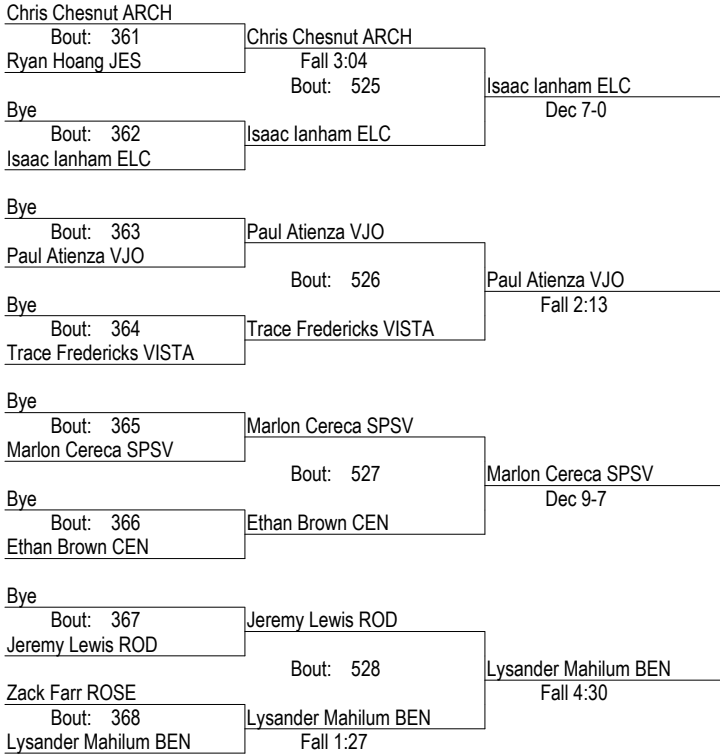 Chris Chesnut ARCH
Bout: 361
Chris Chesnut ARCH
Ryan Hoang JES
Fall 3:04
Bout: 525
Isaac Ianham ELC
Bye
Dec 7-0
Bout: 362
Isaac Ianham ELC
Isaac Ianham ELC
Bye
Bout: 363
Paul Atienza VJO
Paul Atienza VJO
Bout: 526
Paul Atienza VJO
Bye
Fall 2:13
Bout: 364
Trace Fredericks VISTA
Trace Fredericks VISTA
Bye
Bout: 365
Marlon Cereca SPSV
Marlon Cereca SPSV
Bout: 527
Marlon Cereca SPSV
Bye
Dec 9-7
Bout: 366
Ethan Brown CEN
Ethan Brown CEN
Bye
Bout: 367
Jeremy Lewis ROD
Jeremy Lewis ROD
Bout: 528
Lysander Mahilum BEN
Zack Farr ROSE
Fall 4:30
Bout: 368
Lysander Mahilum BEN
Lysander Mahilum BEN
Fall 1:27